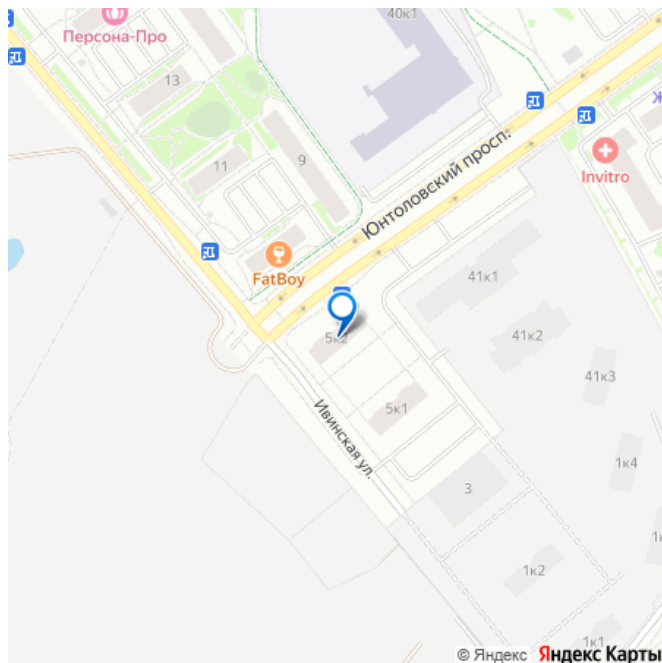 40к1
Персона-Про
13
11
9
Юнтоловский просп.
Invitro
FatBoy
41к1
5к2
41к2
41к3
5к1
Ивинская ул.
1к4
3
1к2
1к1
© Яндекс Яндекс Карты